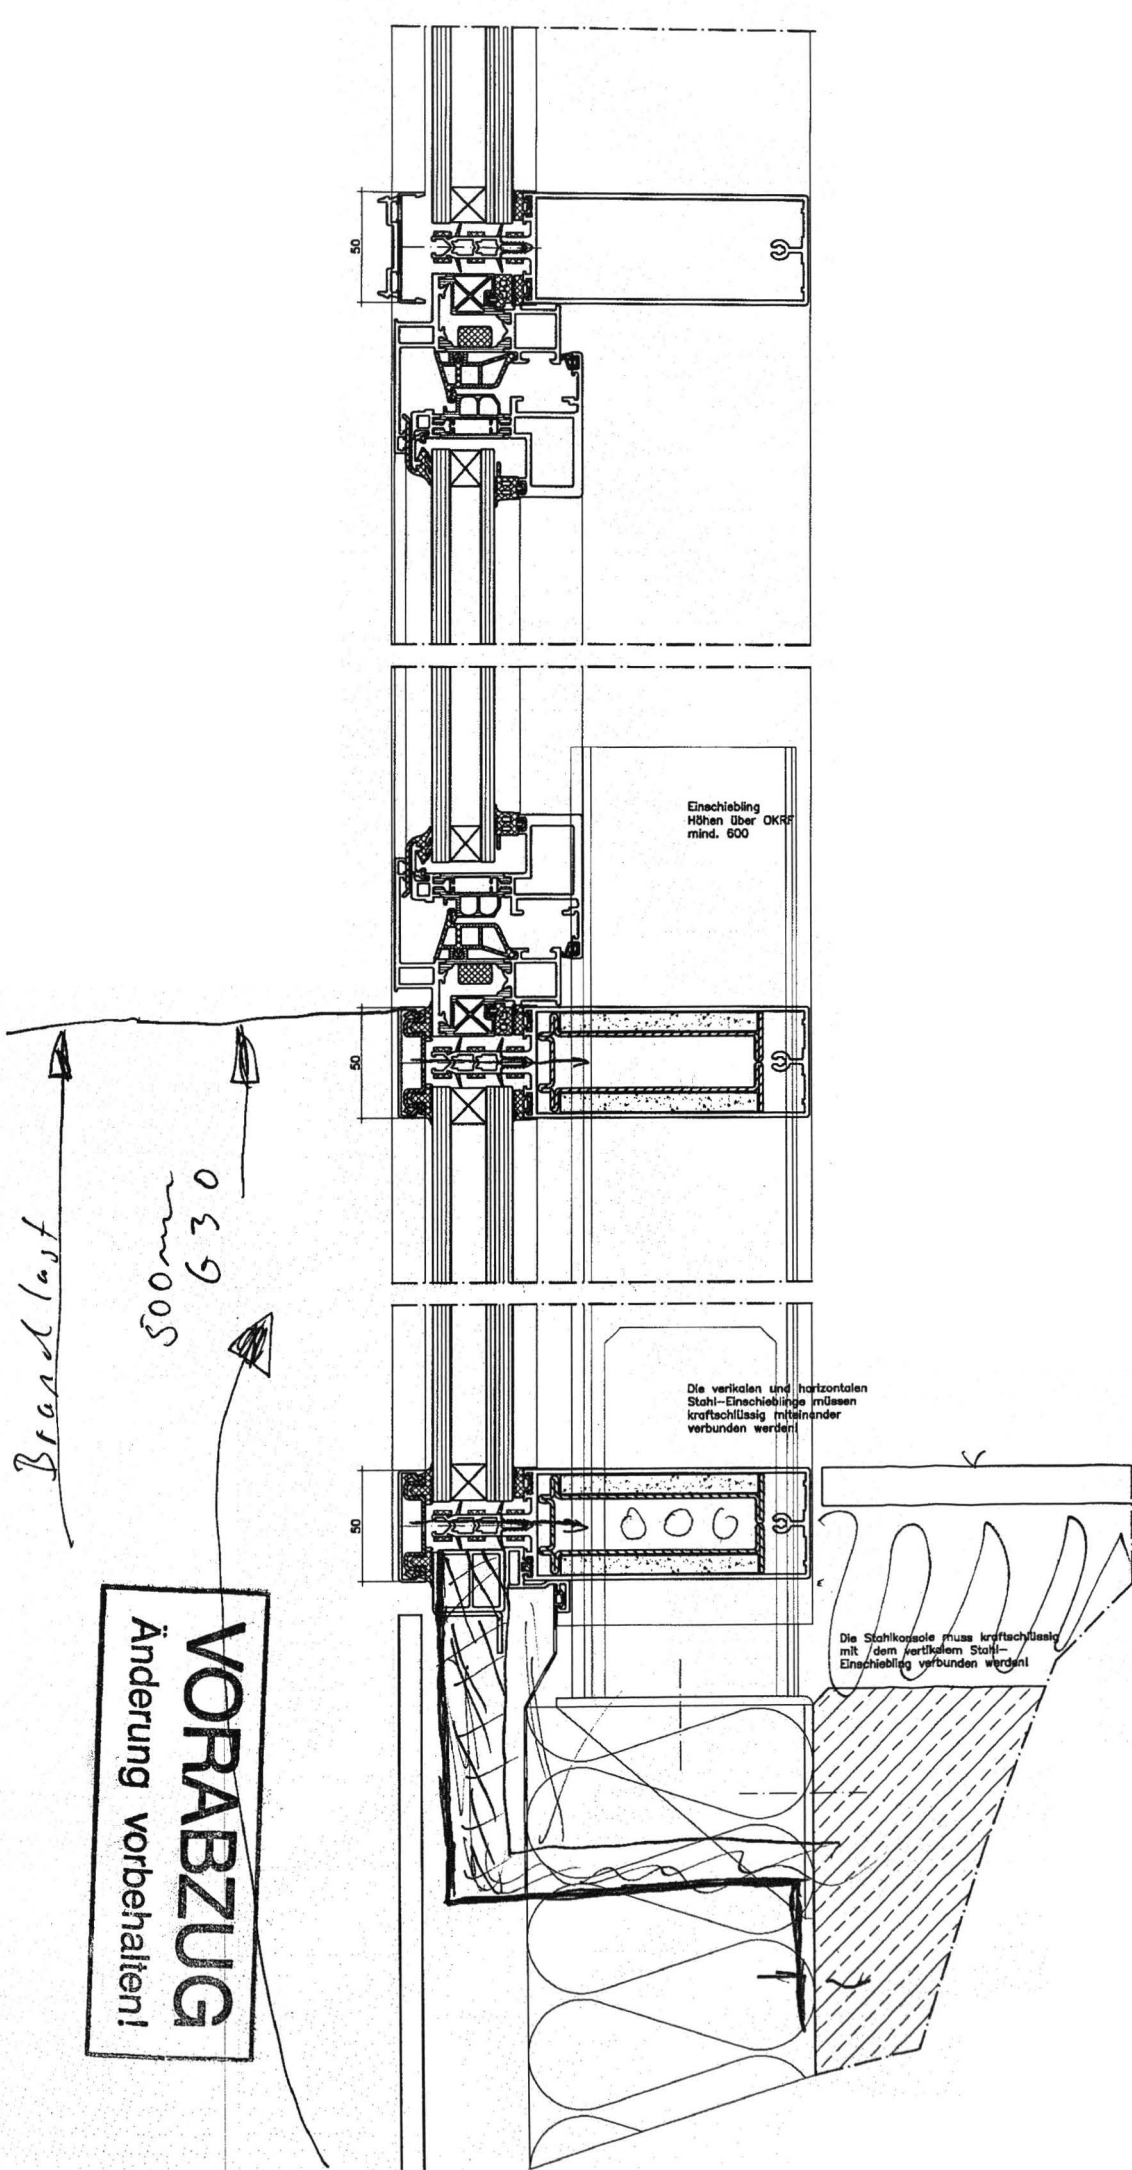 50
Einschiebling
Höhen über OKRF
mind. 600
50
Brandlast
500mm
G30
Die verikalen und horizontalen
Stahl-Einschieblinge müssen
kraftschlüssig miteinander
verbunden werden!
50
Die Stahlkonsole muss kraftschlüssig
mit dem vertikalem Stahl-
Einschiebling verbunden werden!
VORABZUG
Änderung vorbehalten!